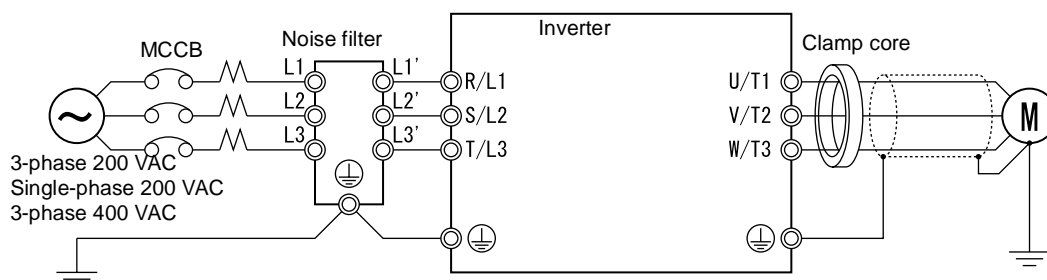 MCCB
Noise filter
Inverter
Clamp core
L1
L1'
R/L1
U/T1
L2
L2'
S/L2
V/T2
M
L3
L3'
T/L3
W/T3
3-phase 200 VAC
Single-phase 200 VAC
3-phase 400 VAC